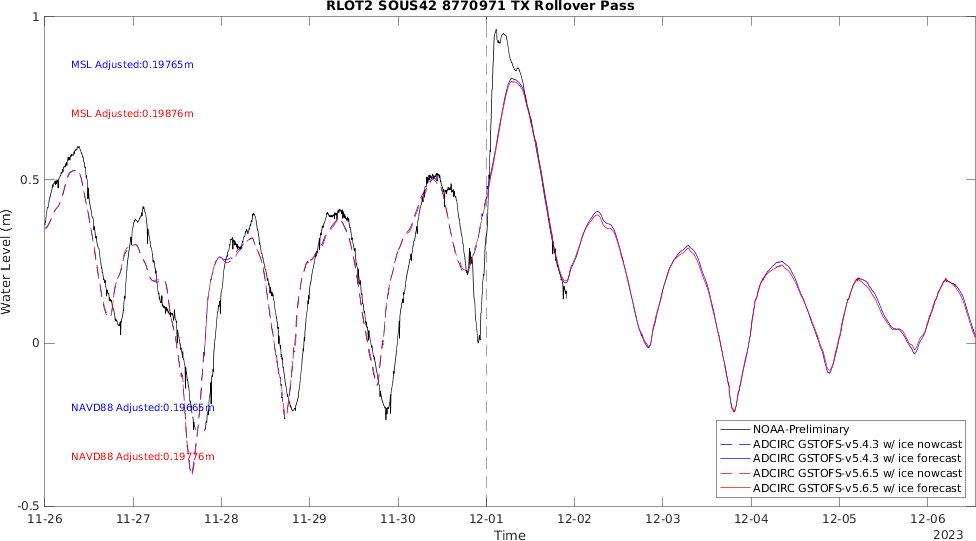 RLOT2 SOUS42 8770971 TX Rollover Pass
1
MSL Adjusted:0.19765m
MSL Adjusted:0.19876m
0.5
Water Level (m)
0
NAVD88 Adjusted:0.19665m
NAVD88 Adjusted:0.19776m
-0.5
NOAA-Preliminary
ADCIRC GSTOFS-v5.4.3 w/ ice nowcast
ADCIRC GSTOFS-v5.4.3 w/ ice forecast
ADCIRC GSTOFS-v5.6.5 w/ ice nowcast
ADCIRC GSTOFS-v5.6.5 w/ ice forecast
11-26 11-27 11-28 11-29 11-30 12-01 12-02 12-03 12-04 12-05 12-06
Time 2023